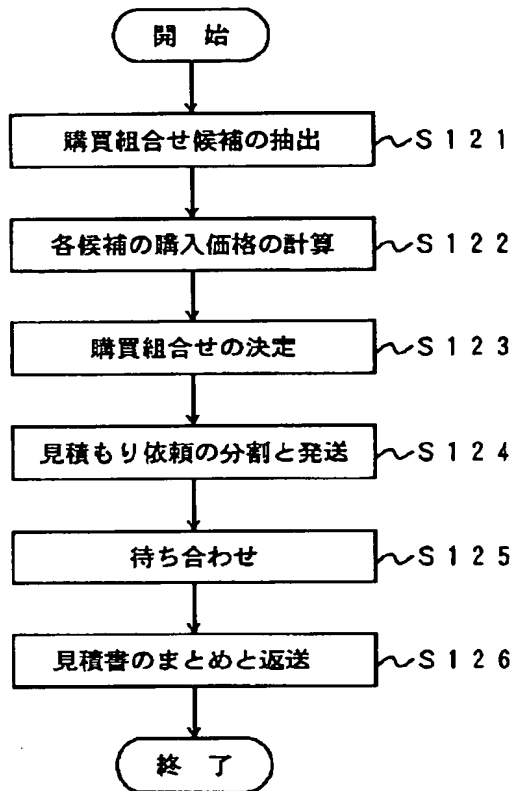 開 始
購買組合せ候補の抽出 S121
各候補の購入価格の計算 S122
購買組合せの決定 S123
見積もり依頼の分割と発送 S124
待ち合わせ S125
見積書のまとめと返送 S126
終 了